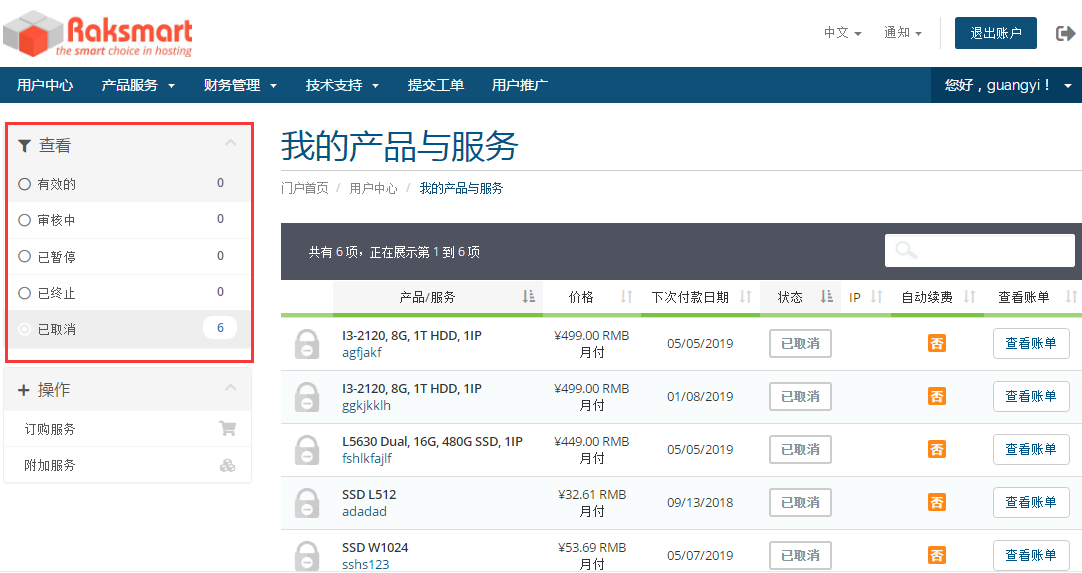 Raksmart
the smart choice in hosting
中文
通知
退出账户
用户中心
产品服务
财务管理
技术支持
提交工单
用户推广
您好，guangyi！
查看
有效的 0
审核中 0
已暂停 0
已终止 0
已取消 6
操作
订购服务
附加服务
我的产品与服务
门户首页 / 用户中心 / 我的产品与服务
共有 6 项，正在展示第 1 到 6 项
产品/服务 价格 下次付款日期 状态 IP 自动续费 查看账单
I3-2120, 8G, 1T HDD, 1IP ¥499.00 RMB
agfjakf 月付 05/05/2019 已取消 否 查看账单
I3-2120, 8G, 1T HDD, 1IP ¥499.00 RMB
ggkjkklh 月付 01/08/2019 已取消 否 查看账单
L5630 Dual, 16G, 480G SSD, 1IP ¥449.00 RMB
fshlkfajlf 月付 05/05/2019 已取消 否 查看账单
SSD L512 ¥32.61 RMB
adadad 月付 09/13/2018 已取消 否 查看账单
SSD W1024 ¥53.69 RMB
sshs123 月付 05/07/2019 已取消 否 查看账单